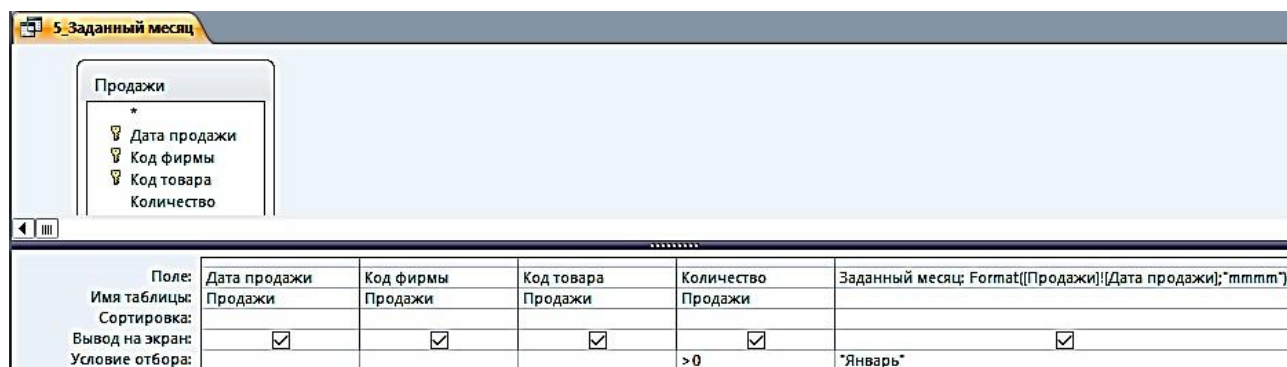 5_Заданный месяц
Продажи
*
Дата продажи
Код фирмы
Код товара
Количество
Поле: Дата продажи Код фирмы Код товара Количество Заданный месяц: Format([Продажи]![Дата продажи];"mmmm")
Имя таблицы: Продажи Продажи Продажи Продажи
Сортировка:
Вывод на экран:
Условие отбора: >0 "Январь"